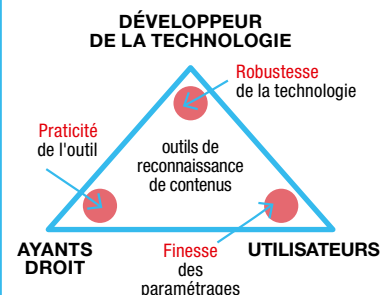 DÉVELOPPEUR
DE LA TECHNOLOGIE
Robustesse
de la technologie
Praticité
de l'outil
outils de
reconnaissance
de contenus
AYANTS
DROIT
Finesse
des
paramétrages
UTILISATEURS